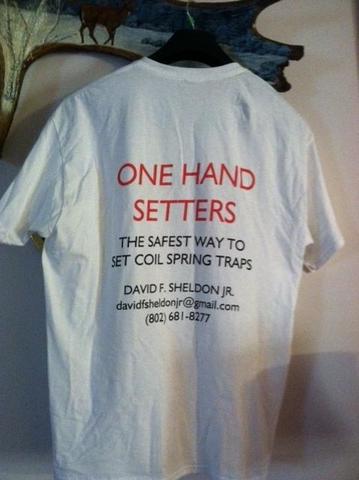 ONE HAND
SETTERS
THE SAFEST WAY TO
SET COIL SPRING TRAPS
DAVID F. SHELDON JR.
davidfsheldonjr@gmail.com
(802) 681-8277